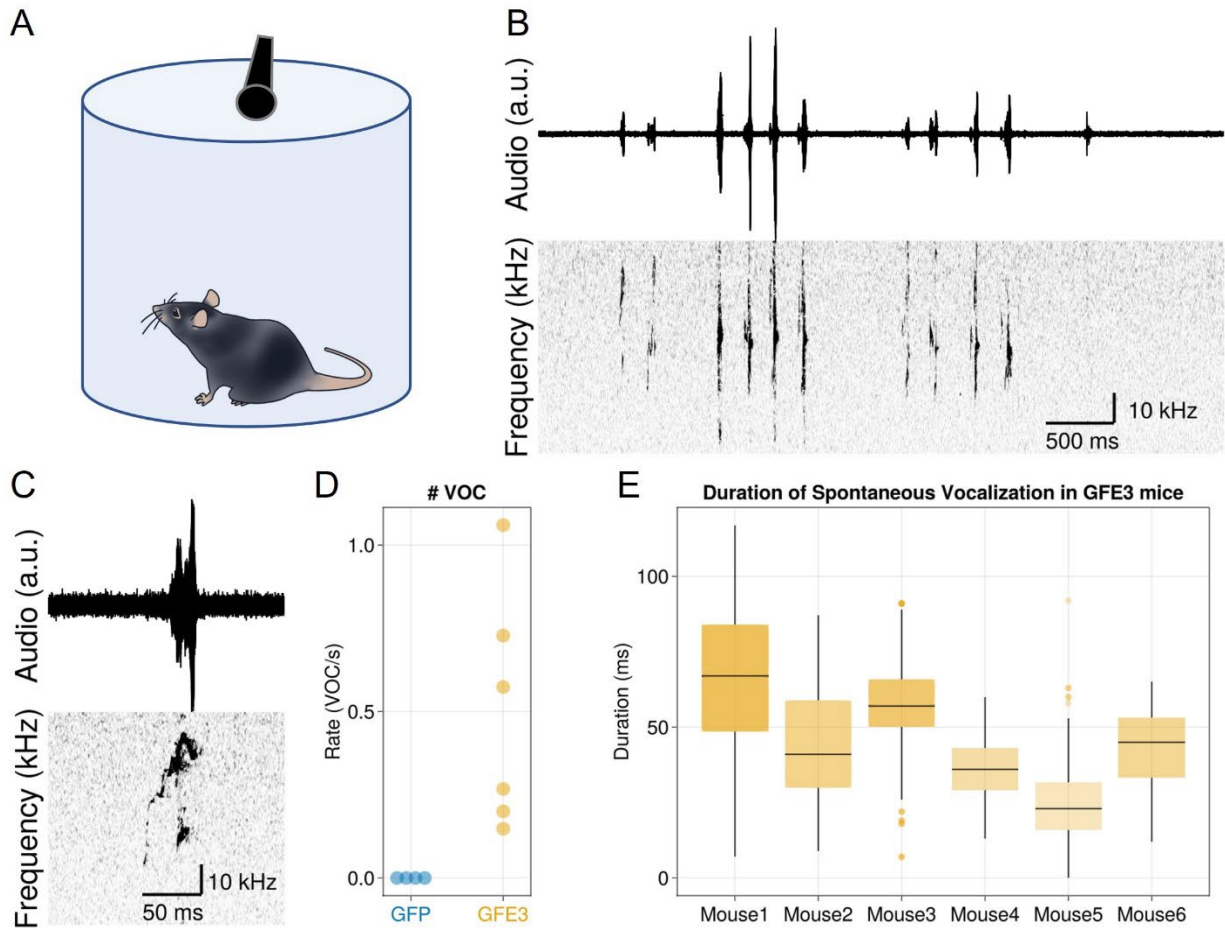 A
B
Audio (a.u.)
Frequency (kHz)
10 kHz
500 ms
C
Audio (a.u.)
Frequency (kHz)
10 kHz
50 ms
D
# VOC
Rate (VOC/s)
1.0
0.5
0.0
GFP GFE3
E
Duration of Spontaneous Vocalization in GFE3 mice
Duration (ms)
100
50
0
Mouse1 Mouse2 Mouse3 Mouse4 Mouse5 Mouse6